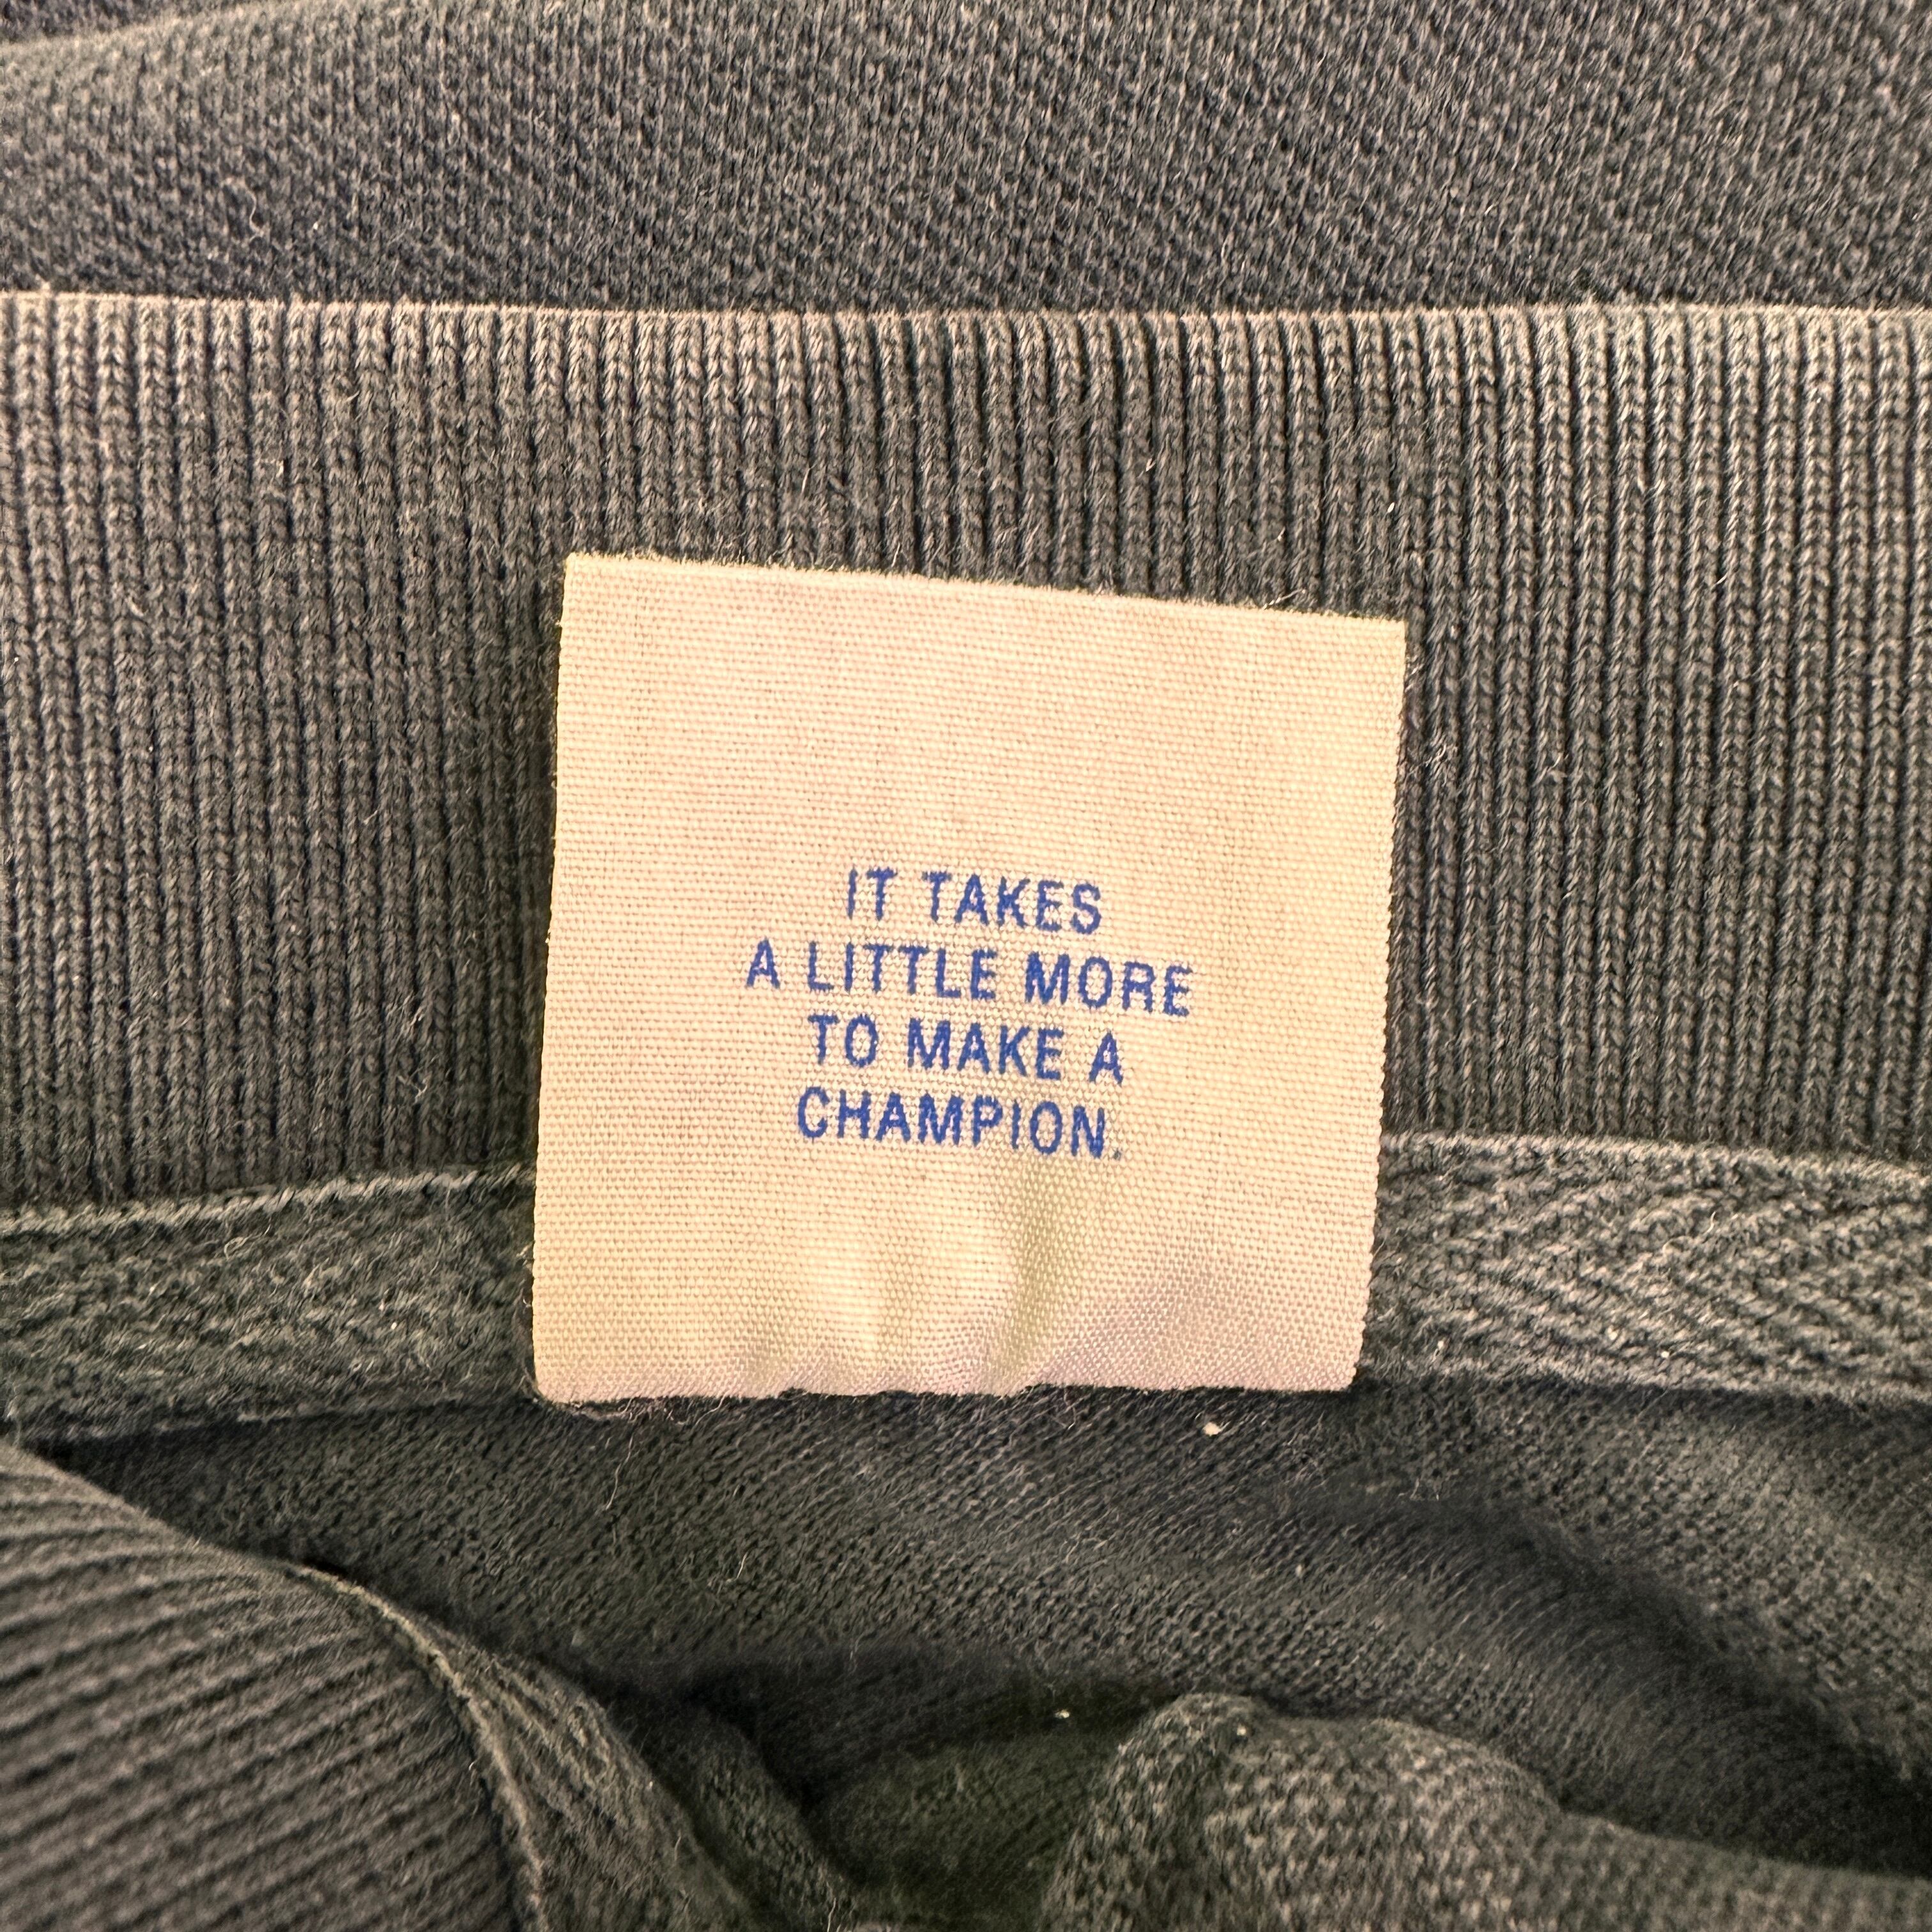 IT TAKES
A LITTLE MORE
TO MAKE A
CHAMPION.